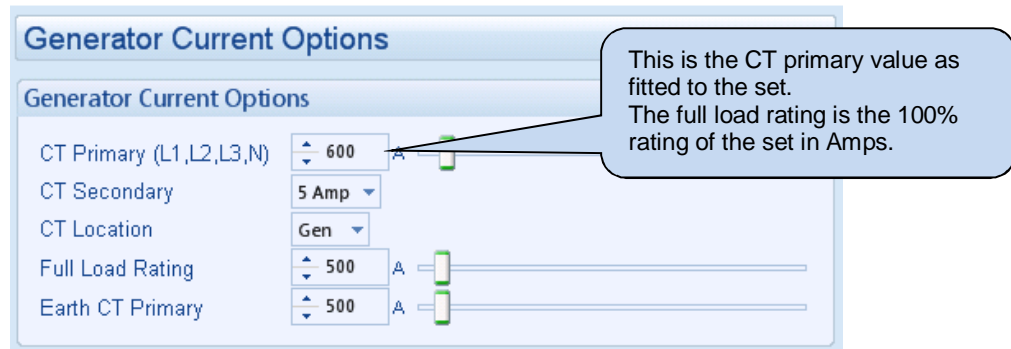 Generator Current Options
This is the CT primary value as
fitted to the set.
The full load rating is the 100%
rating of the set in Amps.
Generator Current Options
CT Primary (L1,L2,L3,N) 600 A
CT Secondary 5 Amp
CT Location Gen
Full Load Rating 500 A
Earth CT Primary 500 A